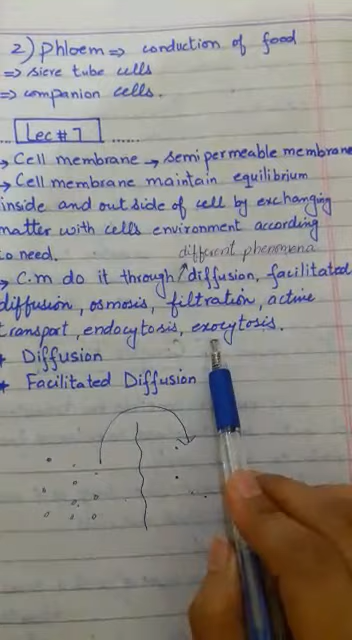 2) Phloem => conduction of food
=> sieve tube cells
=> companion cells.
Lec # 7
→ Cell membrane → semipermeable membrane
→ Cell membrane maintain equilibrium
inside and out side of cell by exchanging
matter with cells environment according
to need.
different phenomena
→ C.m do it through ↑ diffusion, facilitated
diffusion, osmosis, filtration, active
transport, endocytosis, exocytosis.
* Diffusion
* Facilitated Diffusion